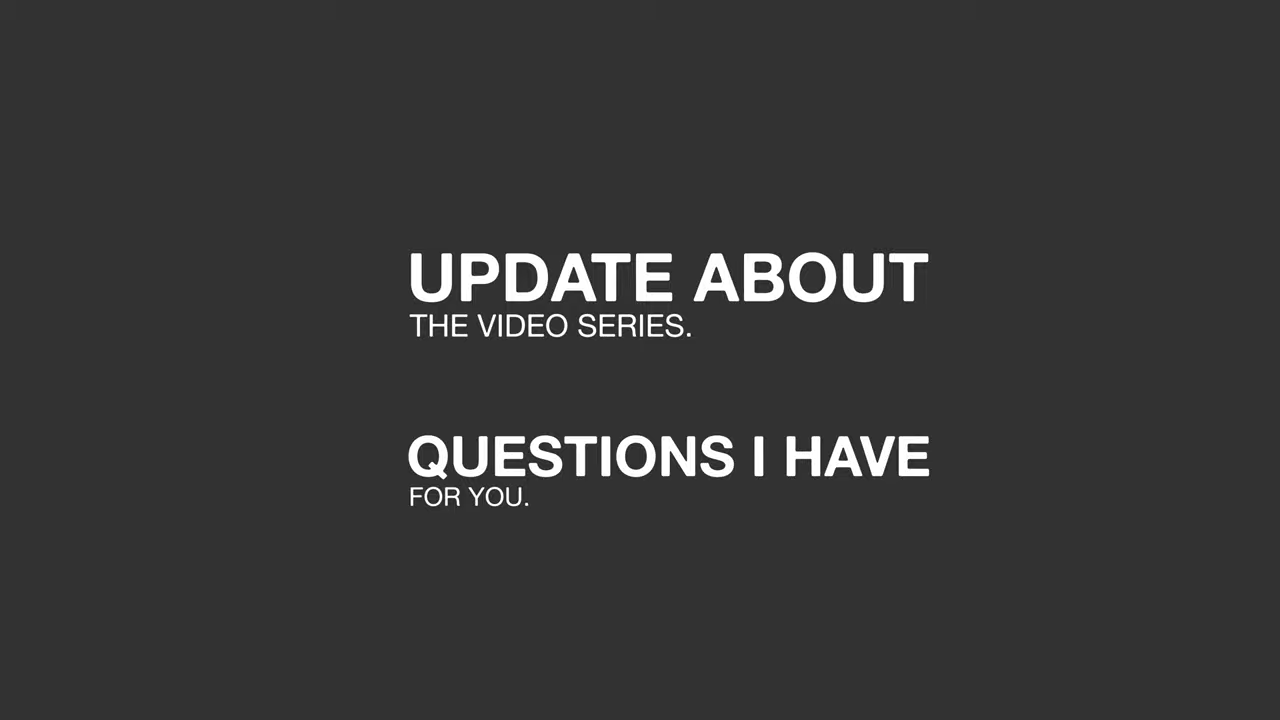 UPDATE ABOUT
THE VIDEO SERIES.
QUESTIONS I HAVE
FOR YOU.